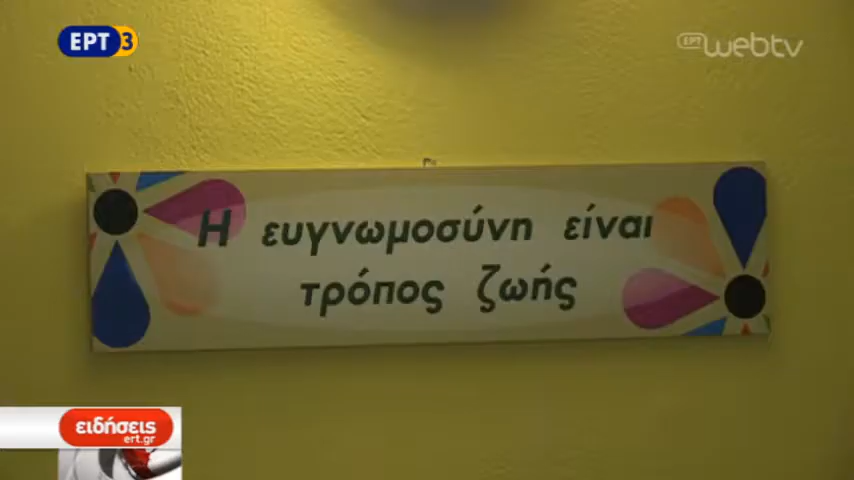 ΕΡΤ3
ΕΡΤ webtv
Η ευγνωμοσύνη είναι
τρόπος ζωής
ειδήσεις
ert.gr